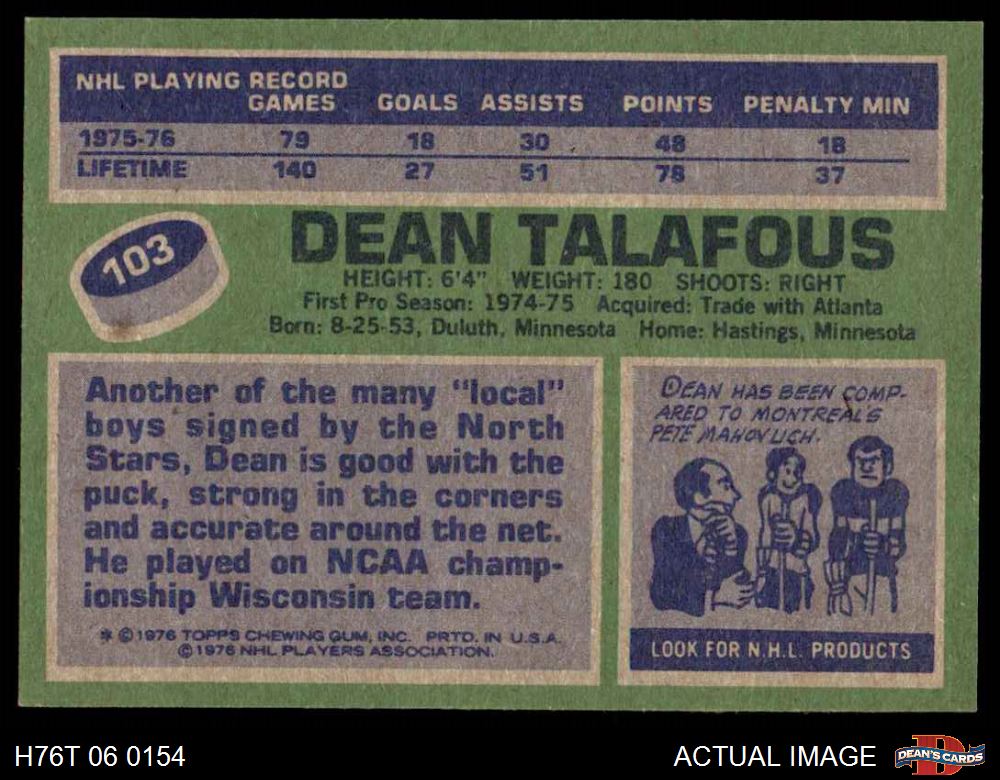 NHL PLAYING RECORD
GAMES GOALS ASSISTS POINTS PENALTY MIN
1975-76 79 18 30 48 18
LIFETIME 140 27 51 78 37
103
DEAN TALAFOUS
HEIGHT: 6'4" WEIGHT: 180 SHOOTS: RIGHT
First Pro Season: 1974-75 Acquired: Trade with Atlanta
Born: 8-25-53, Duluth, Minnesota Home: Hastings, Minnesota
Another of the many “local”
boys signed by the North
Stars, Dean is good with the
puck, strong in the corners
and accurate around the net.
He played on NCAA champ-
ionship Wisconsin team.
* © 1976 TOPPS CHEWING GUM, INC. PRTD. IN U.S.A.
© 1976 NHL PLAYERS ASSOCIATION.
DEAN HAS BEEN COMP-
ARED TO MONTREAL'S
PETE MAHOVLICH.
LOOK FOR N.H.L. PRODUCTS
H76T 06 0154
ACTUAL IMAGE
D
DEAN'S CARDS